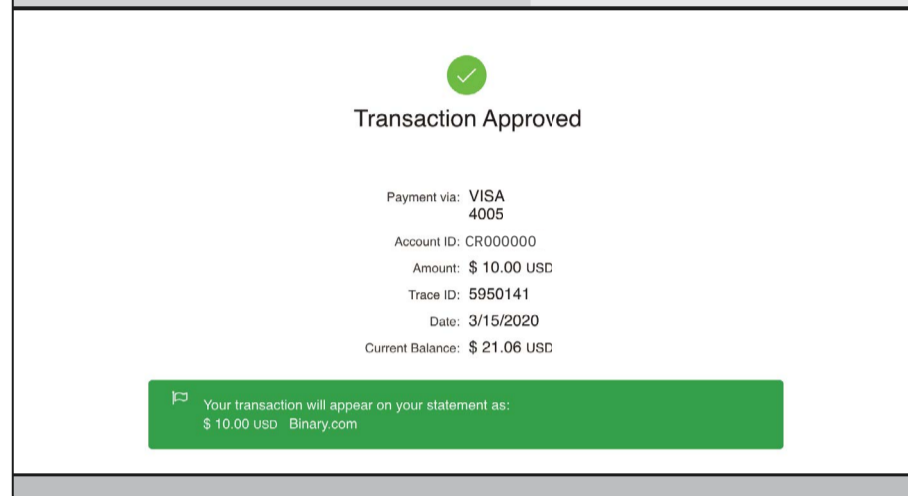 Transaction Approved
Payment via: VISA
4005
Account ID: CR000000
Amount: $ 10.00 USD
Trace ID: 5950141
Date: 3/15/2020
Current Balance: $ 21.06 USD
Your transaction will appear on your statement as:
$ 10.00 USD Binary.com